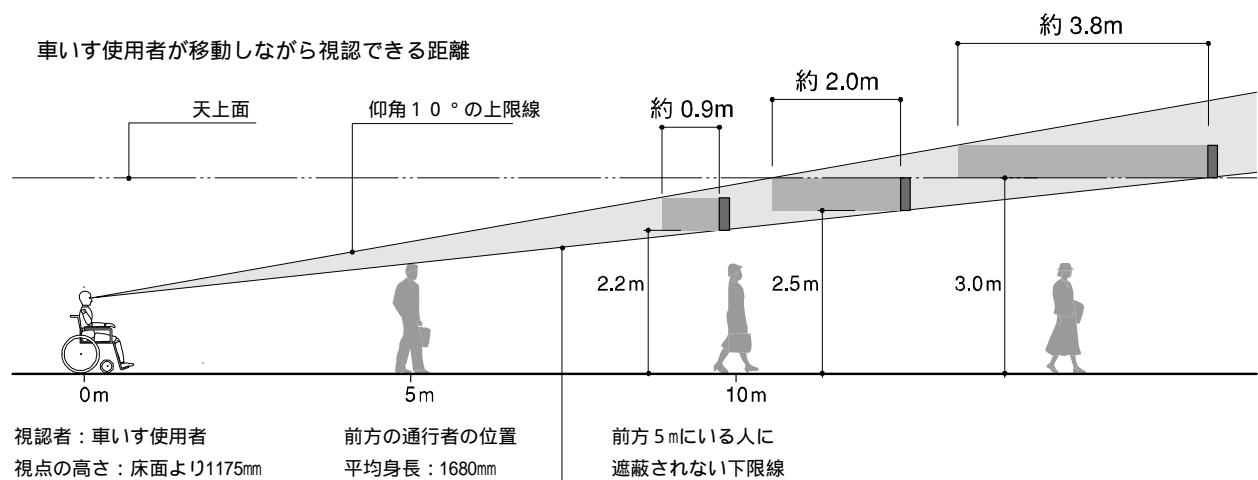 車いす使用者が移動しながら視認できる距離
約 3.8m
約 2.0m
約 0.9m
天上面
仰角１０°の上限線
2.2m
2.5m
3.0m
0m
5m
10m
視認者：車いす使用者
視点の高さ：床面より1175mm
前方の通行者の位置
平均身長：1680mm
前方５mにいる人に
遮蔽されない下限線